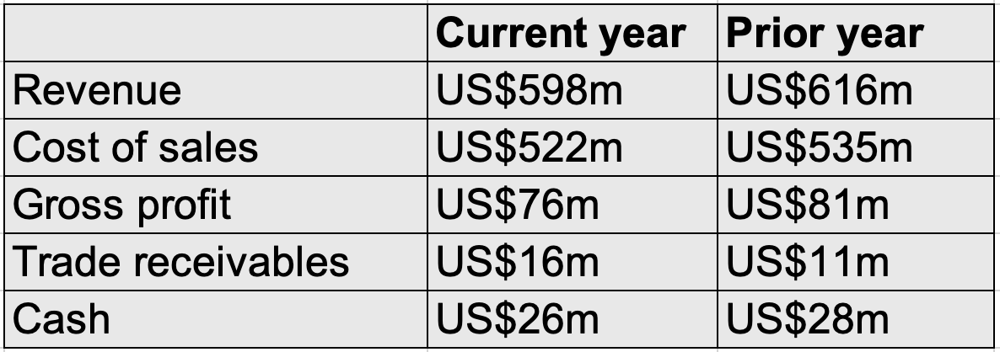 Current year Prior year
Revenue US$598m US$616m
Cost of sales US$522m US$535m
Gross profit US$76m US$81m
Trade receivables US$16m US$11m
Cash US$26m US$28m